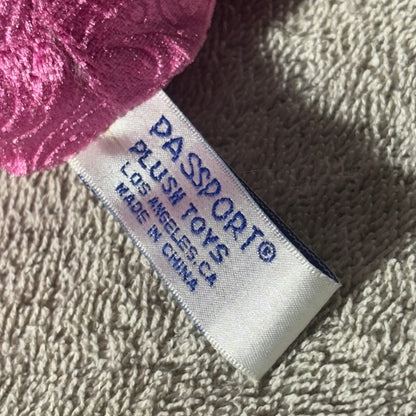 PASSPORT®
PLUSH TOYS
LOS ANGELES, CA
MADE IN CHINA